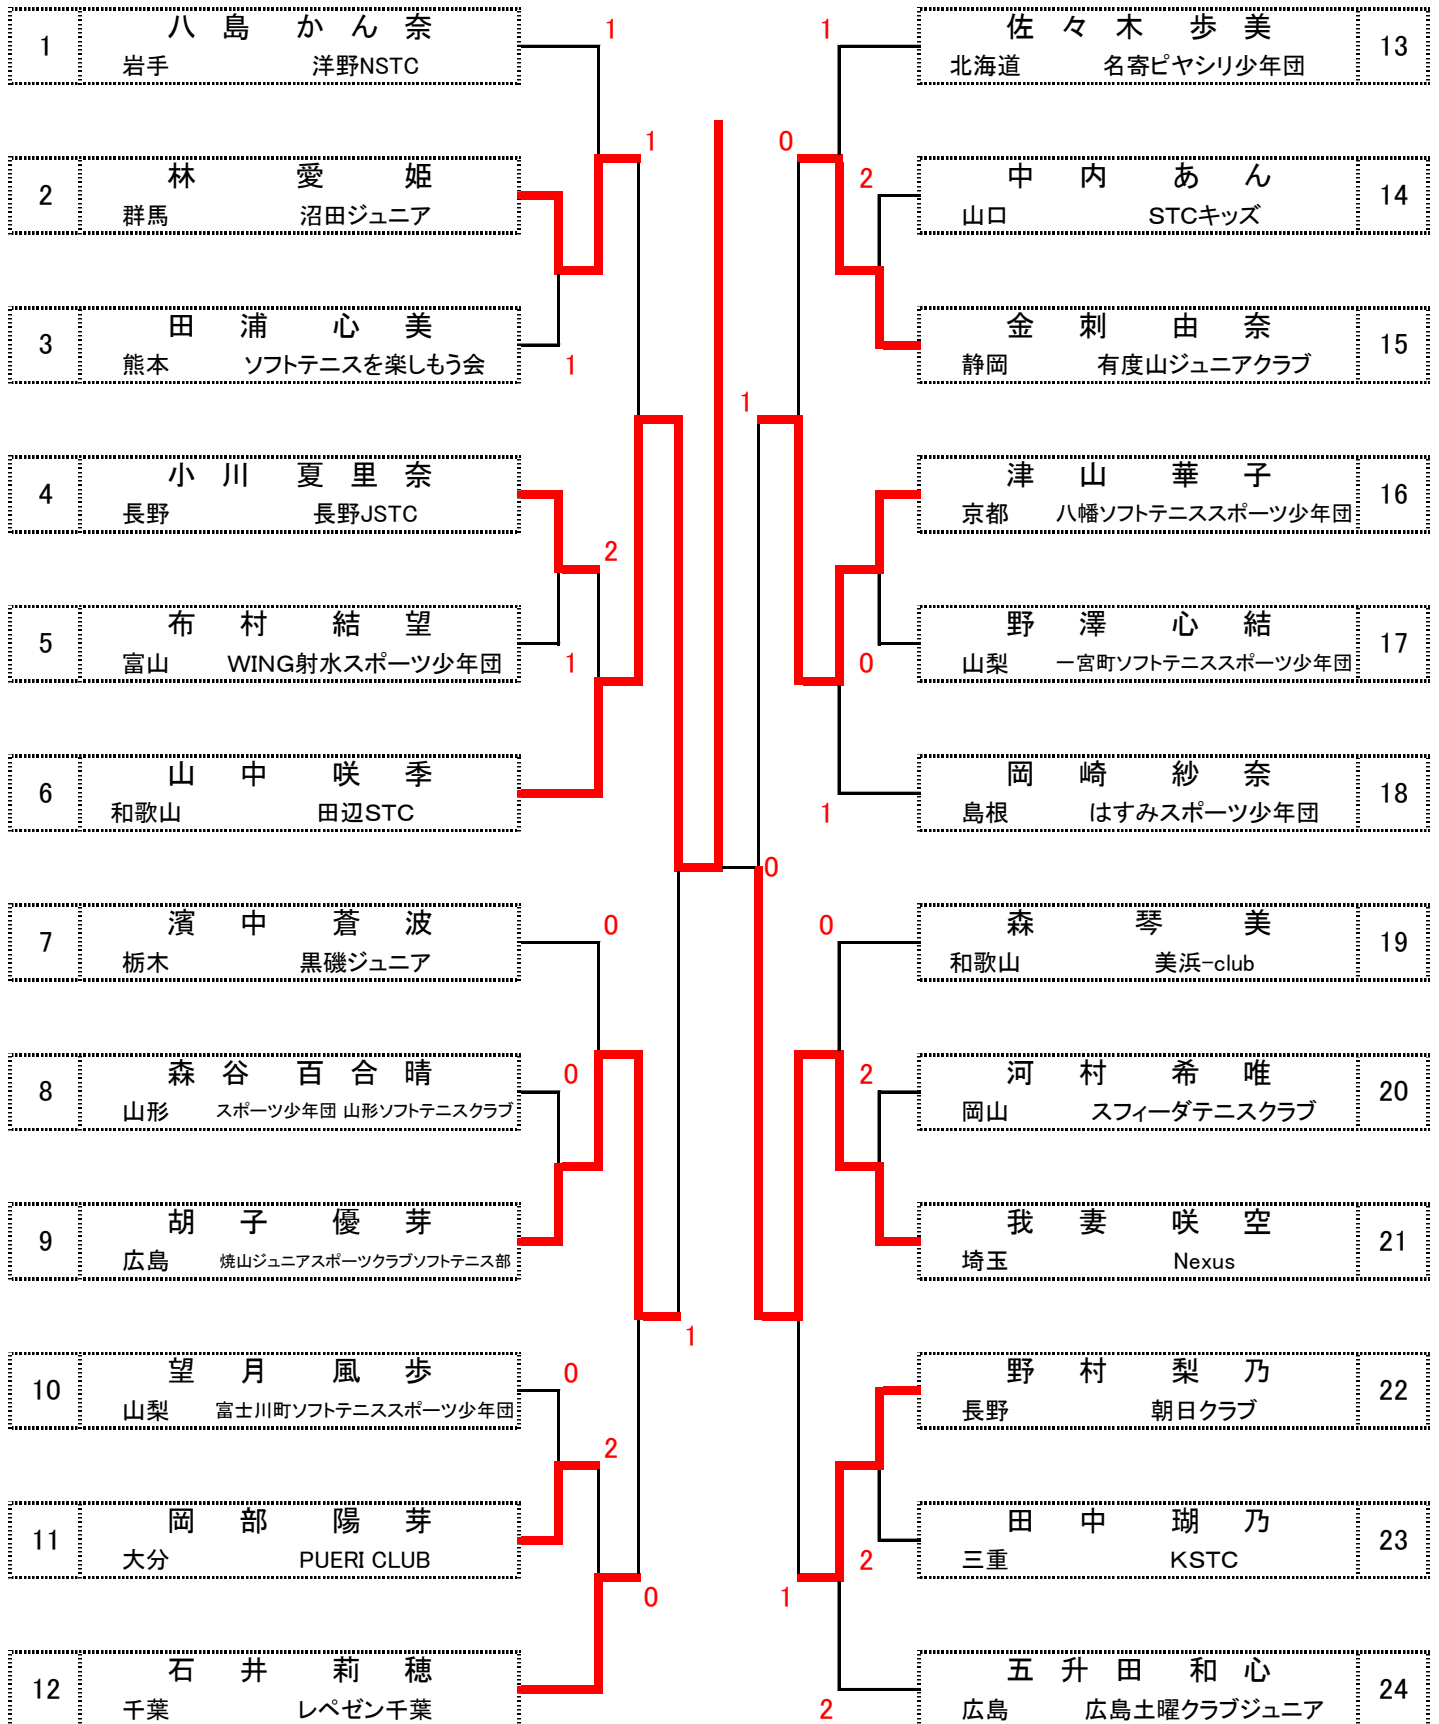 1
八島 かん奈
岩手 洋野NSTC
1
2
林 愛姫
群馬 沼田ジュニア
1
3
田浦 心美
熊本 ソフトテニスを楽しもう会
1
4
小川 夏里奈
長野 長野JSTC
2
5
布村 結望
富山 WING射水スポーツ少年団
1
6
山中 咲季
和歌山 田辺STC
7
濱中 蒼波
栃木 黒磯ジュニア
0
8
森谷 百合晴
山形 スポーツ少年団 山形ソフトテニスクラブ
0
9
胡子 優芽
広島 焼山ジュニアスポーツクラブソフトテニス部
1
10
望月 風歩
山梨 富士川町ソフトテニススポーツ少年団
0
2
11
岡部 陽芽
大分 PUERI CLUB
0
12
石井 莉穂
千葉 レペゼン千葉
1
佐々木 歩美
北海道 名寄ピヤシリ少年団
13
0
2
中内 あん
山口 STCキッズ
14
金刺 由奈
静岡 有度山ジュニアクラブ
15
1
津山 華子
京都 八幡ソフトテニススポーツ少年団
16
野澤 心結
山梨 一宮町ソフトテニススポーツ少年団
17
0
岡崎 紗奈
島根 はすみスポーツ少年団
18
1
0
0
森 琴美
和歌山 美浜-club
19
2
河村 希唯
岡山 スフィーダテニスクラブ
20
我妻 咲空
埼玉 Nexus
21
野村 梨乃
長野 朝日クラブ
22
田中 瑚乃
三重 KSTC
23
2
1
五升田 和心
広島 広島土曜クラブジュニア
24
2